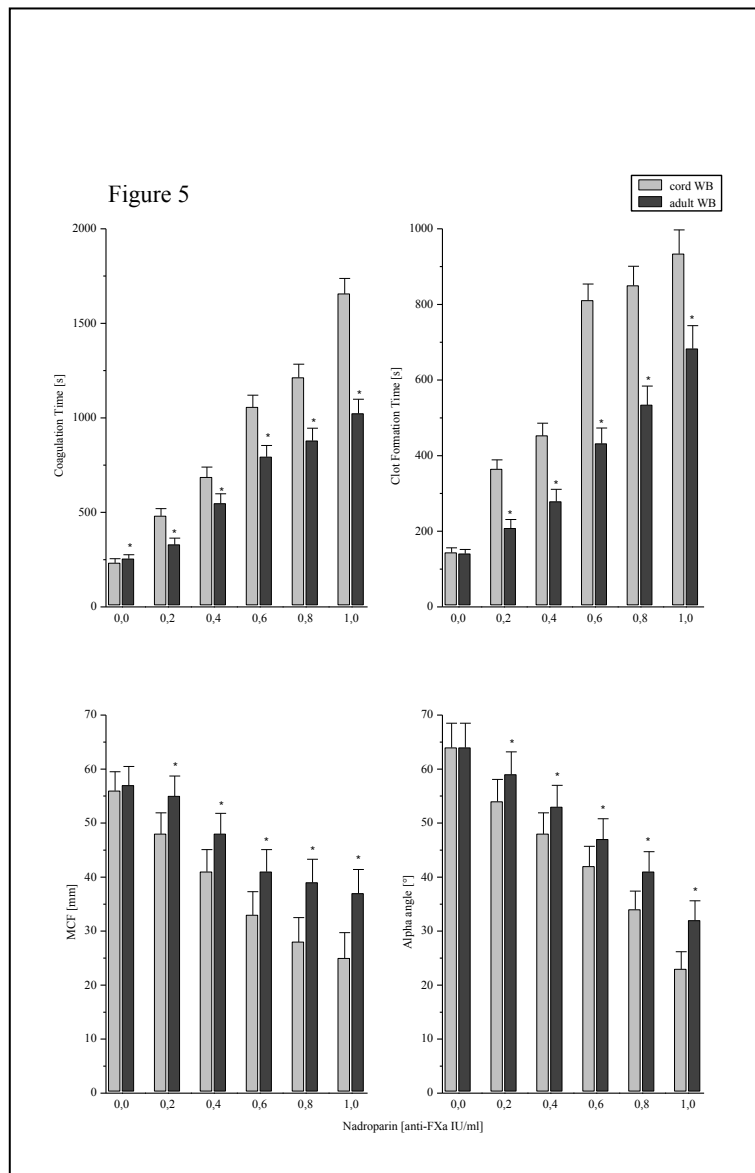 Figure 5
cord WB
adult WB
2000
1500
1000
500
0
Coagulation Time [s]
0,0 0,2 0,4 0,6 0,8 1,0
* * * * * *
1000
800
600
400
200
0
Clot Formation Time [s]
0,0 0,2 0,4 0,6 0,8 1,0
* * * * *
70
60
50
40
30
20
10
0
MCF [mm]
0,0 0,2 0,4 0,6 0,8 1,0
* * * * *
70
60
50
40
30
20
10
0
Alpha angle [°]
0,0 0,2 0,4 0,6 0,8 1,0
* * * * *
Nadroparin [anti-FXa IU/ml]